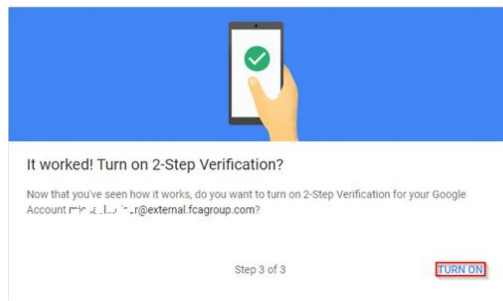 It worked! Turn on 2-Step Verification?
Now that you've seen how it works, do you want to turn on 2-Step Verification for your Google
Account @external.fcagroup.com?
Step 3 of 3
TURN ON